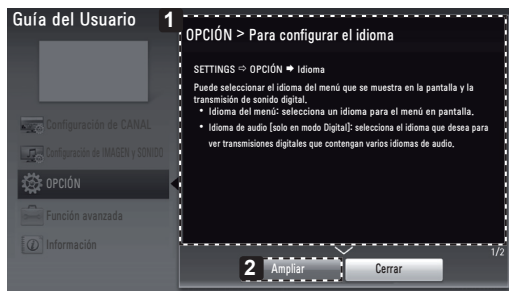 Guía del Usuario
1
OPCIÓN > Para configurar el idioma
SETTINGS ⇨ OPCIÓN ➡ Idioma
Puede seleccionar el idioma del menú que se muestra en la pantalla y la
transmisión de sonido digital.
• Idioma del menú: selecciona un idioma para el menú en pantalla.
• Idioma de audio [solo en modo Digital]: selecciona el idioma que desea para
ver transmisiones digitales que contengan varios idiomas de audio.
Configuración de CANAL
Configuración de IMAGEN y SONIDO
OPCIÓN
Función avanzada
Información
1/2
2
Ampliar
Cerrar